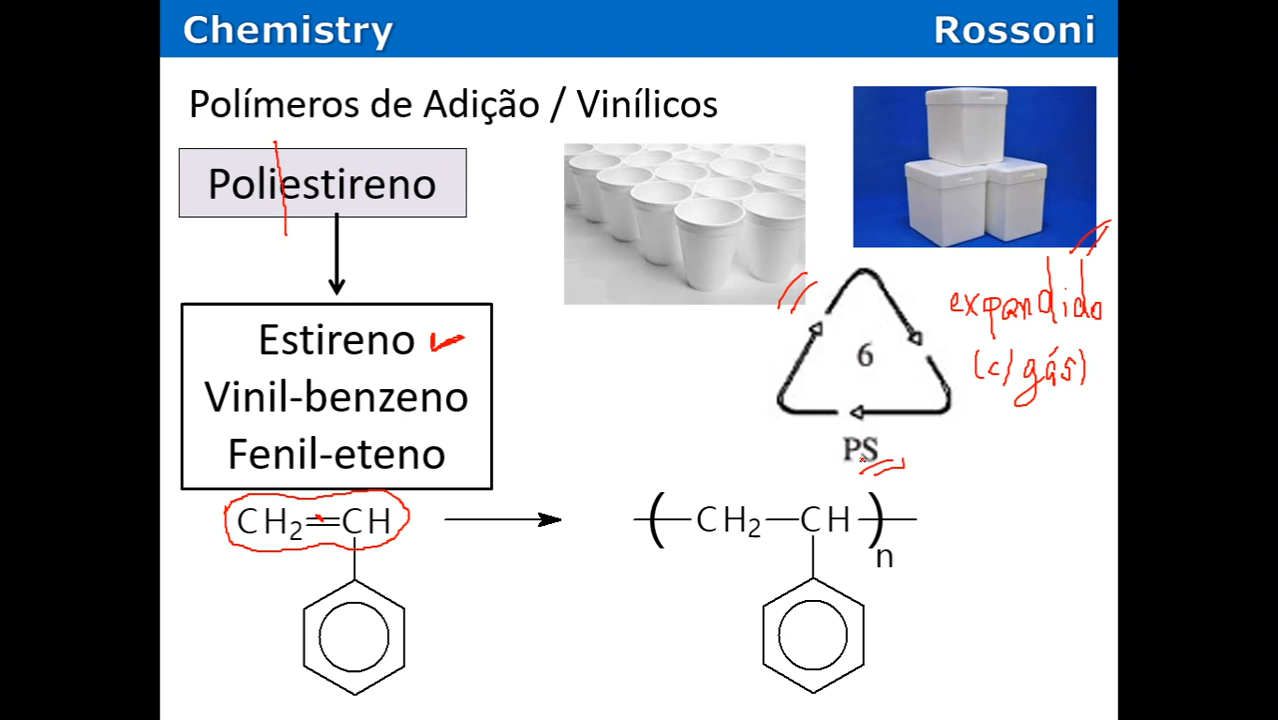 Chemistry
Rossoni
Polímeros de Adição / Vinílicos
Poliestireno
Estireno
Vinil-benzeno
Fenil-eteno
6
PS
expandido
(c/ gás)
CH2=CH
( CH2—CH )n